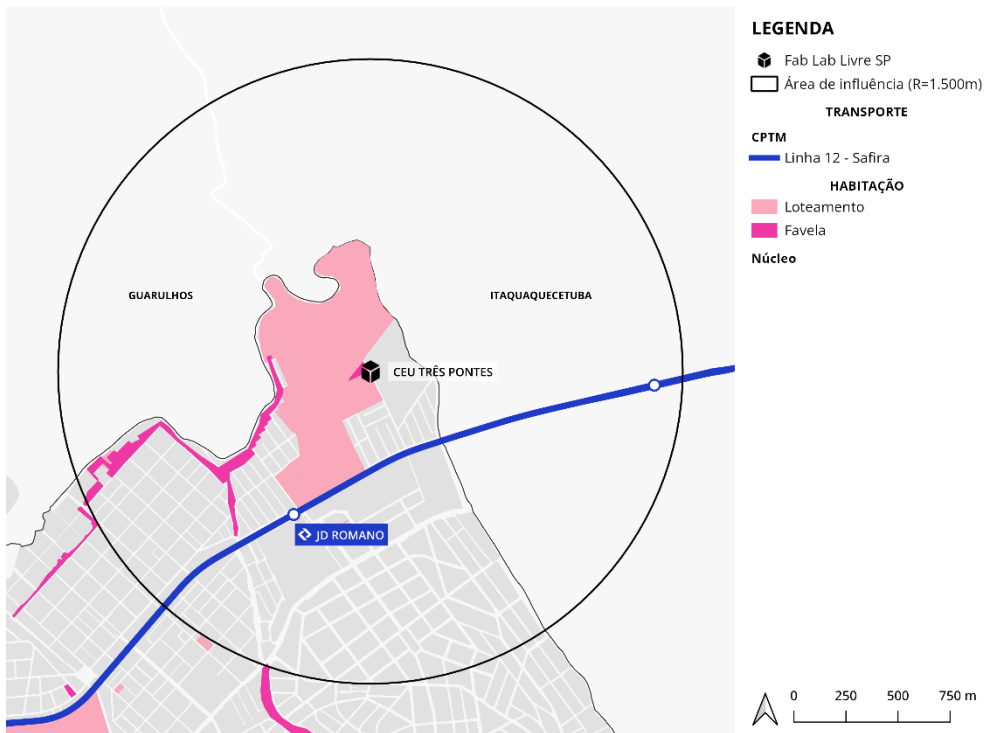 GUARULHOS
ITAQUAQUECETUBA
CEU TRÊS PONTES
JD ROMANO
LEGENDA
Fab Lab Livre SP
Área de influência (R=1.500m)
TRANSPORTE
CPTM
Linha 12 - Safira
HABITAÇÃO
Loteamento
Favela
Núcleo
0 250 500 750 m